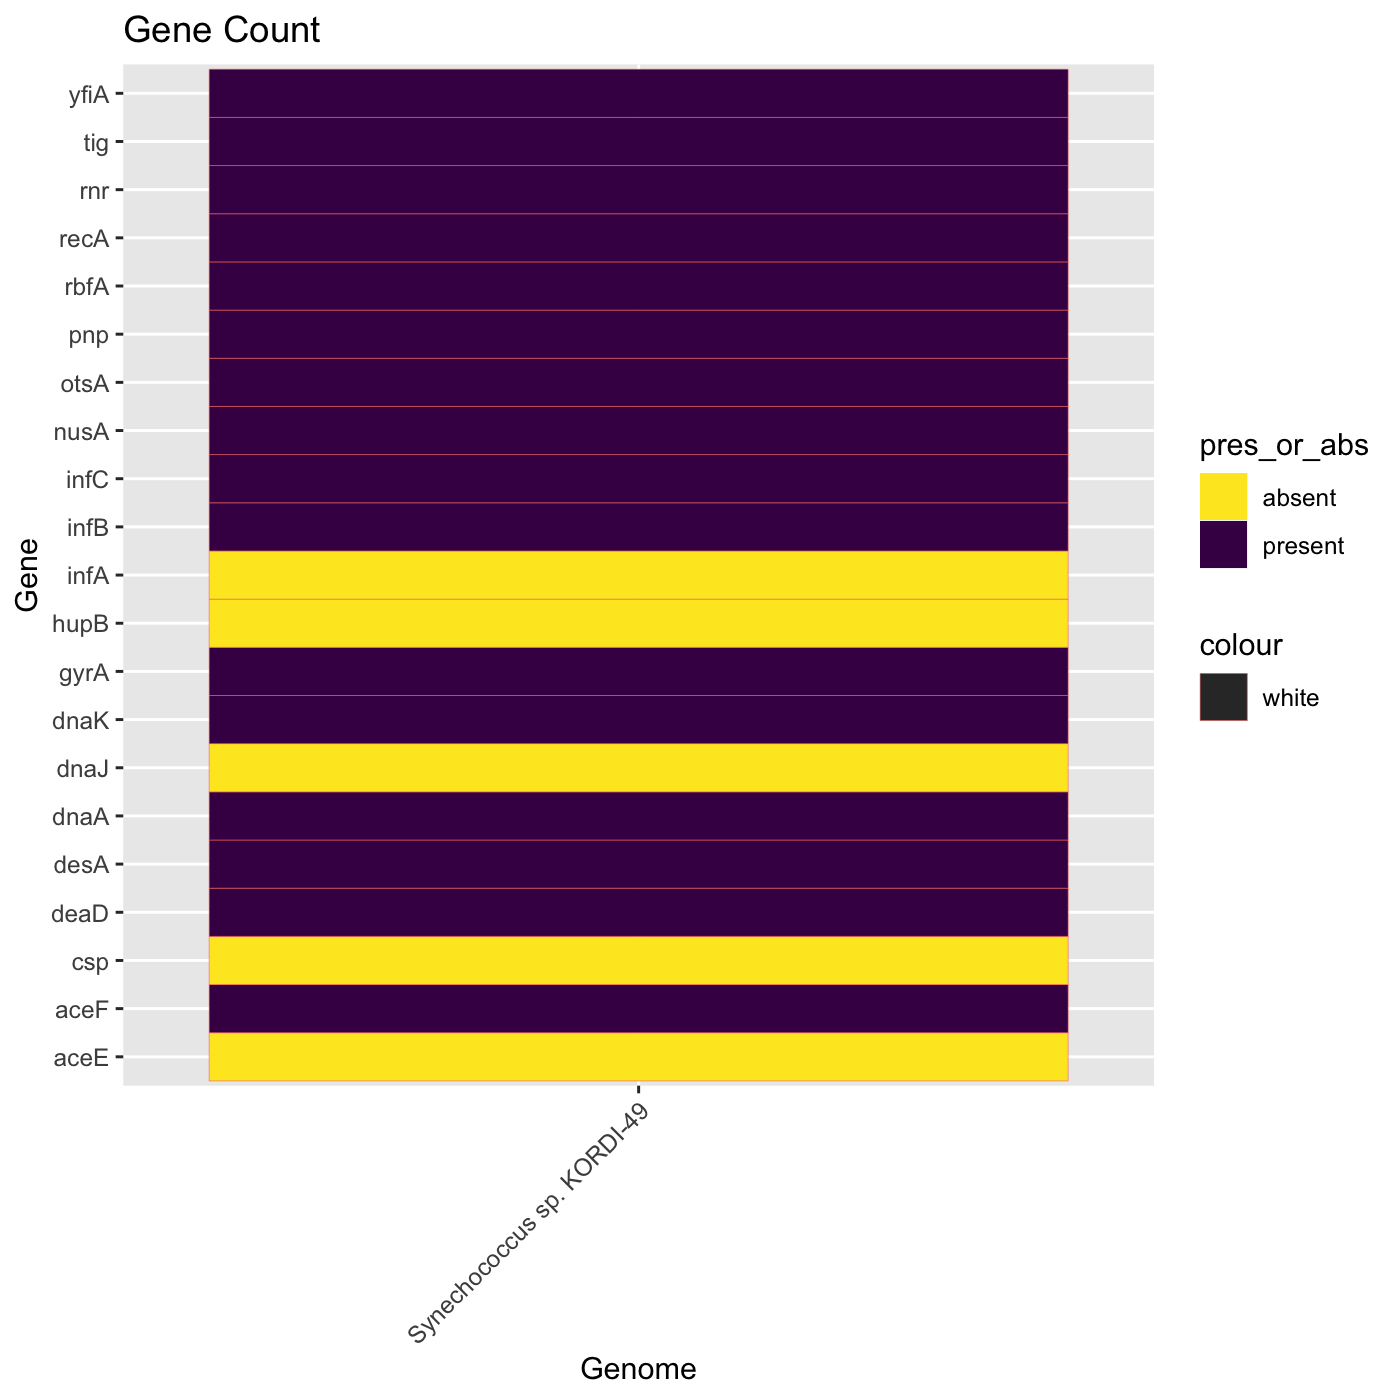 Gene Count
yfiA
tig
rnr
recA
rbfA
pnp
otsA
nusA
infC
infB
infA
hupB
gyrA
dnaK
dnaJ
dnaA
desA
deaD
csp
aceF
aceE
Gene
Synechococcus sp. KORDI-49
Genome
pres_or_abs
absent
present
colour
white